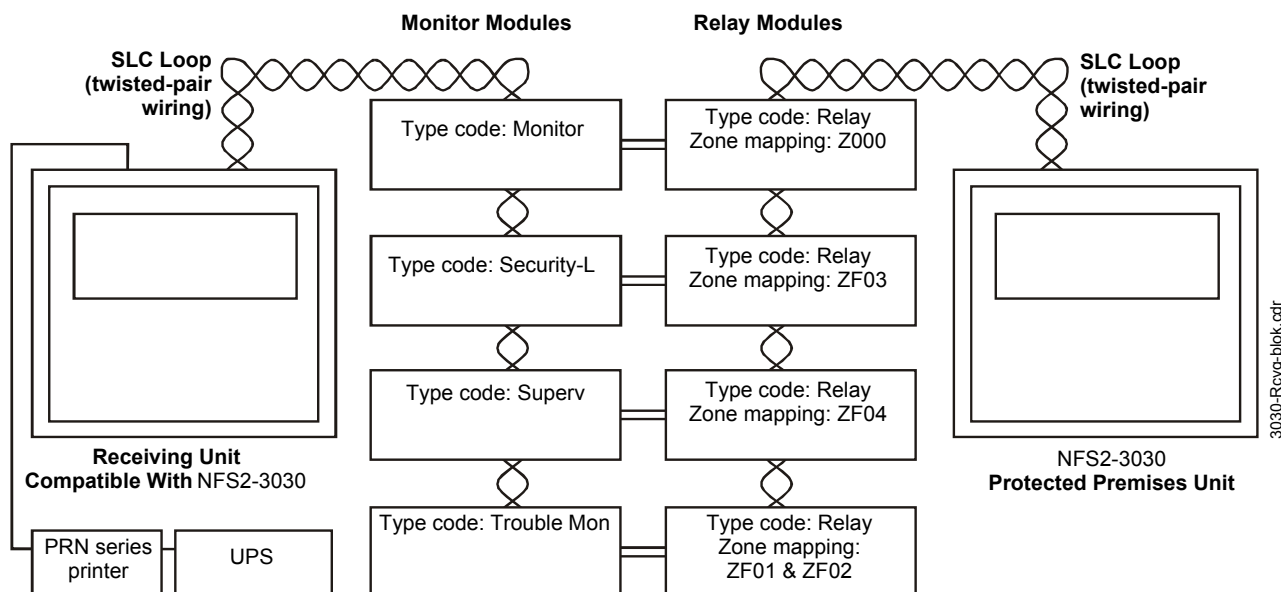 Monitor Modules
Relay Modules
SLC Loop
(twisted-pair
wiring)
SLC Loop
(twisted-pair
wiring)
Type code: Monitor
Type code: Relay
Zone mapping: Z000
Type code: Security-L
Type code: Relay
Zone mapping: ZF03
Type code: Superv
Type code: Relay
Zone mapping: ZF04
Type code: Trouble Mon
Type code: Relay
Zone mapping:
ZF01 & ZF02
Receiving Unit
Compatible With NFS2-3030
NFS2-3030
Protected Premises Unit
PRN series
printer
UPS
3030-Rcvg-blok.cdr